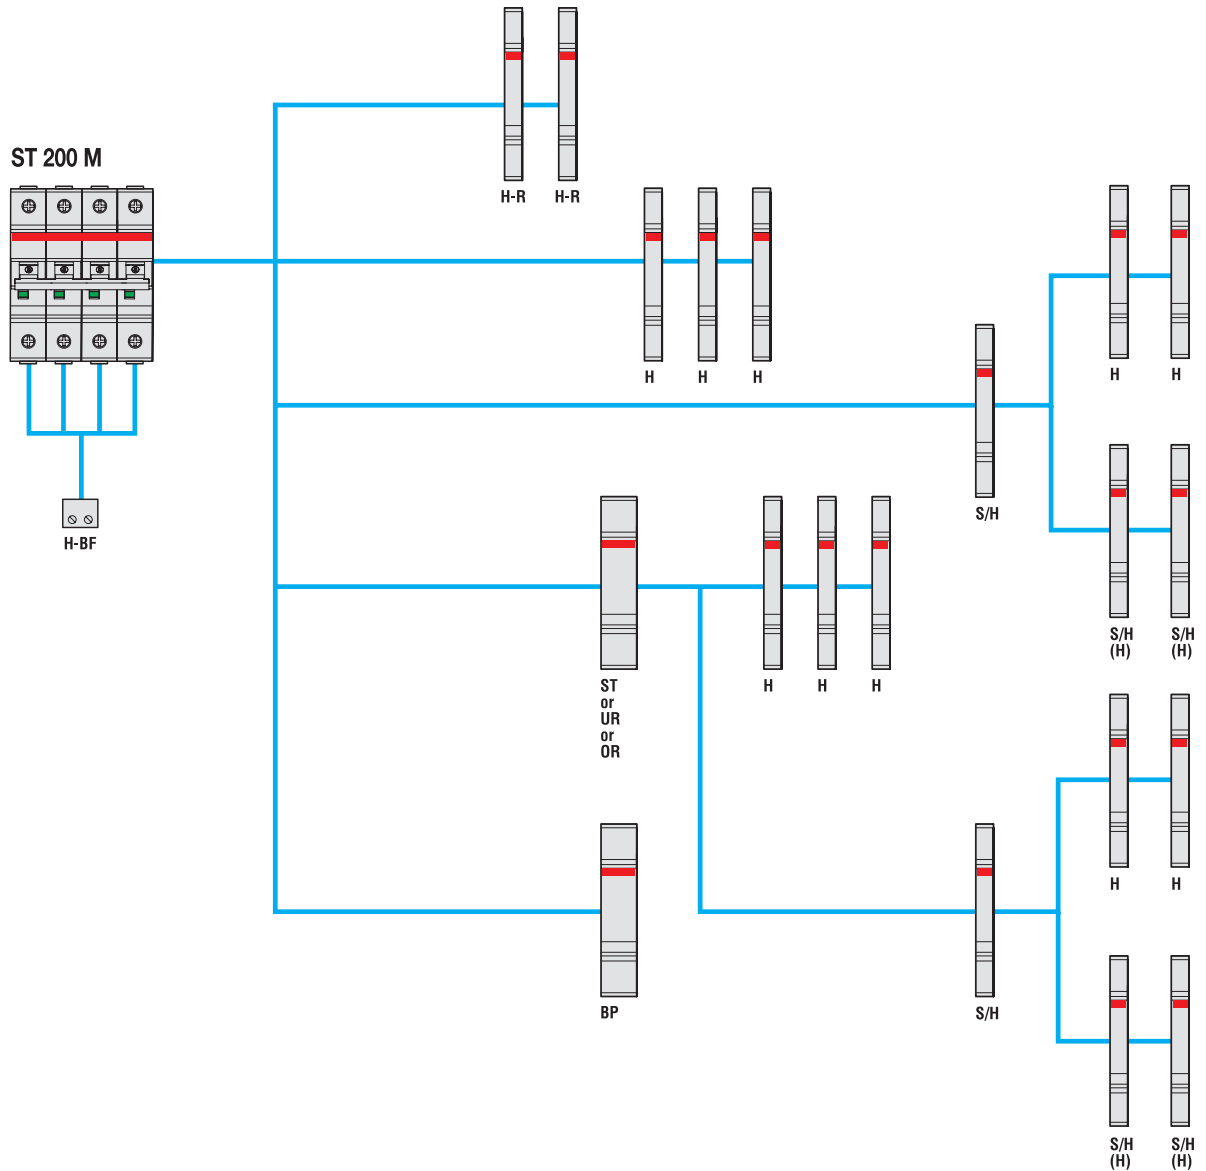 ST 200 M
H-R H-R
H H H
H H
S/H
H-BF
S/H S/H
(H) (H)
ST
or
UR
or
OR
H H H
H H
BP
S/H
S/H S/H
(H) (H)